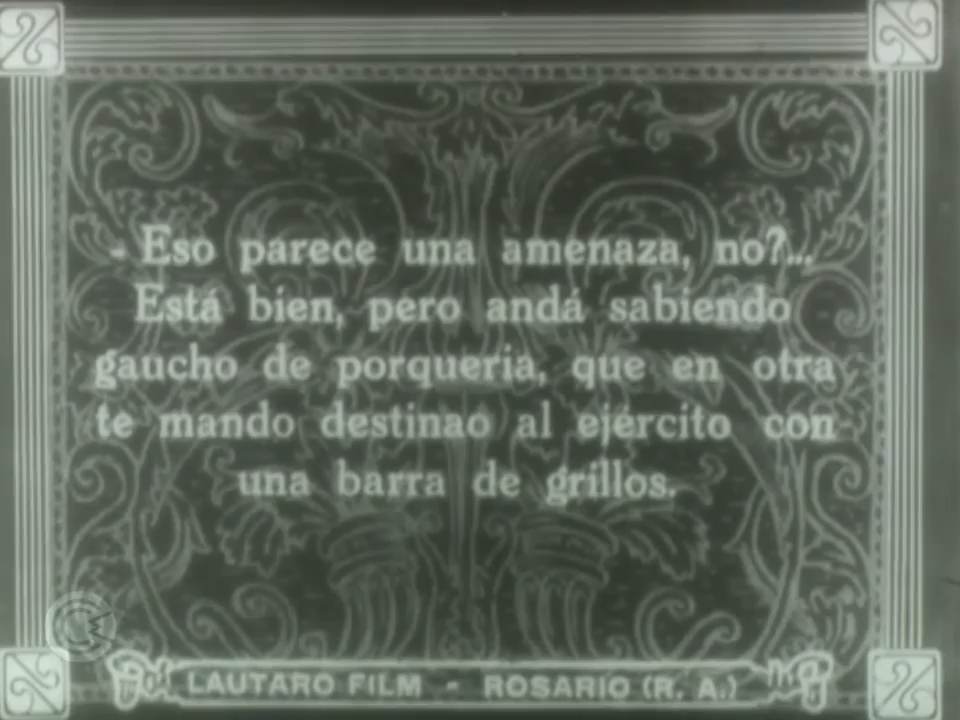 - Eso parece una amenaza, no?...
Está bien, pero andá sabiendo
gaucho de porqueria, que en otra
te mando destinao al ejército con
una barra de grillos.
LAUTARO FILM - ROSARIO (R. A.)